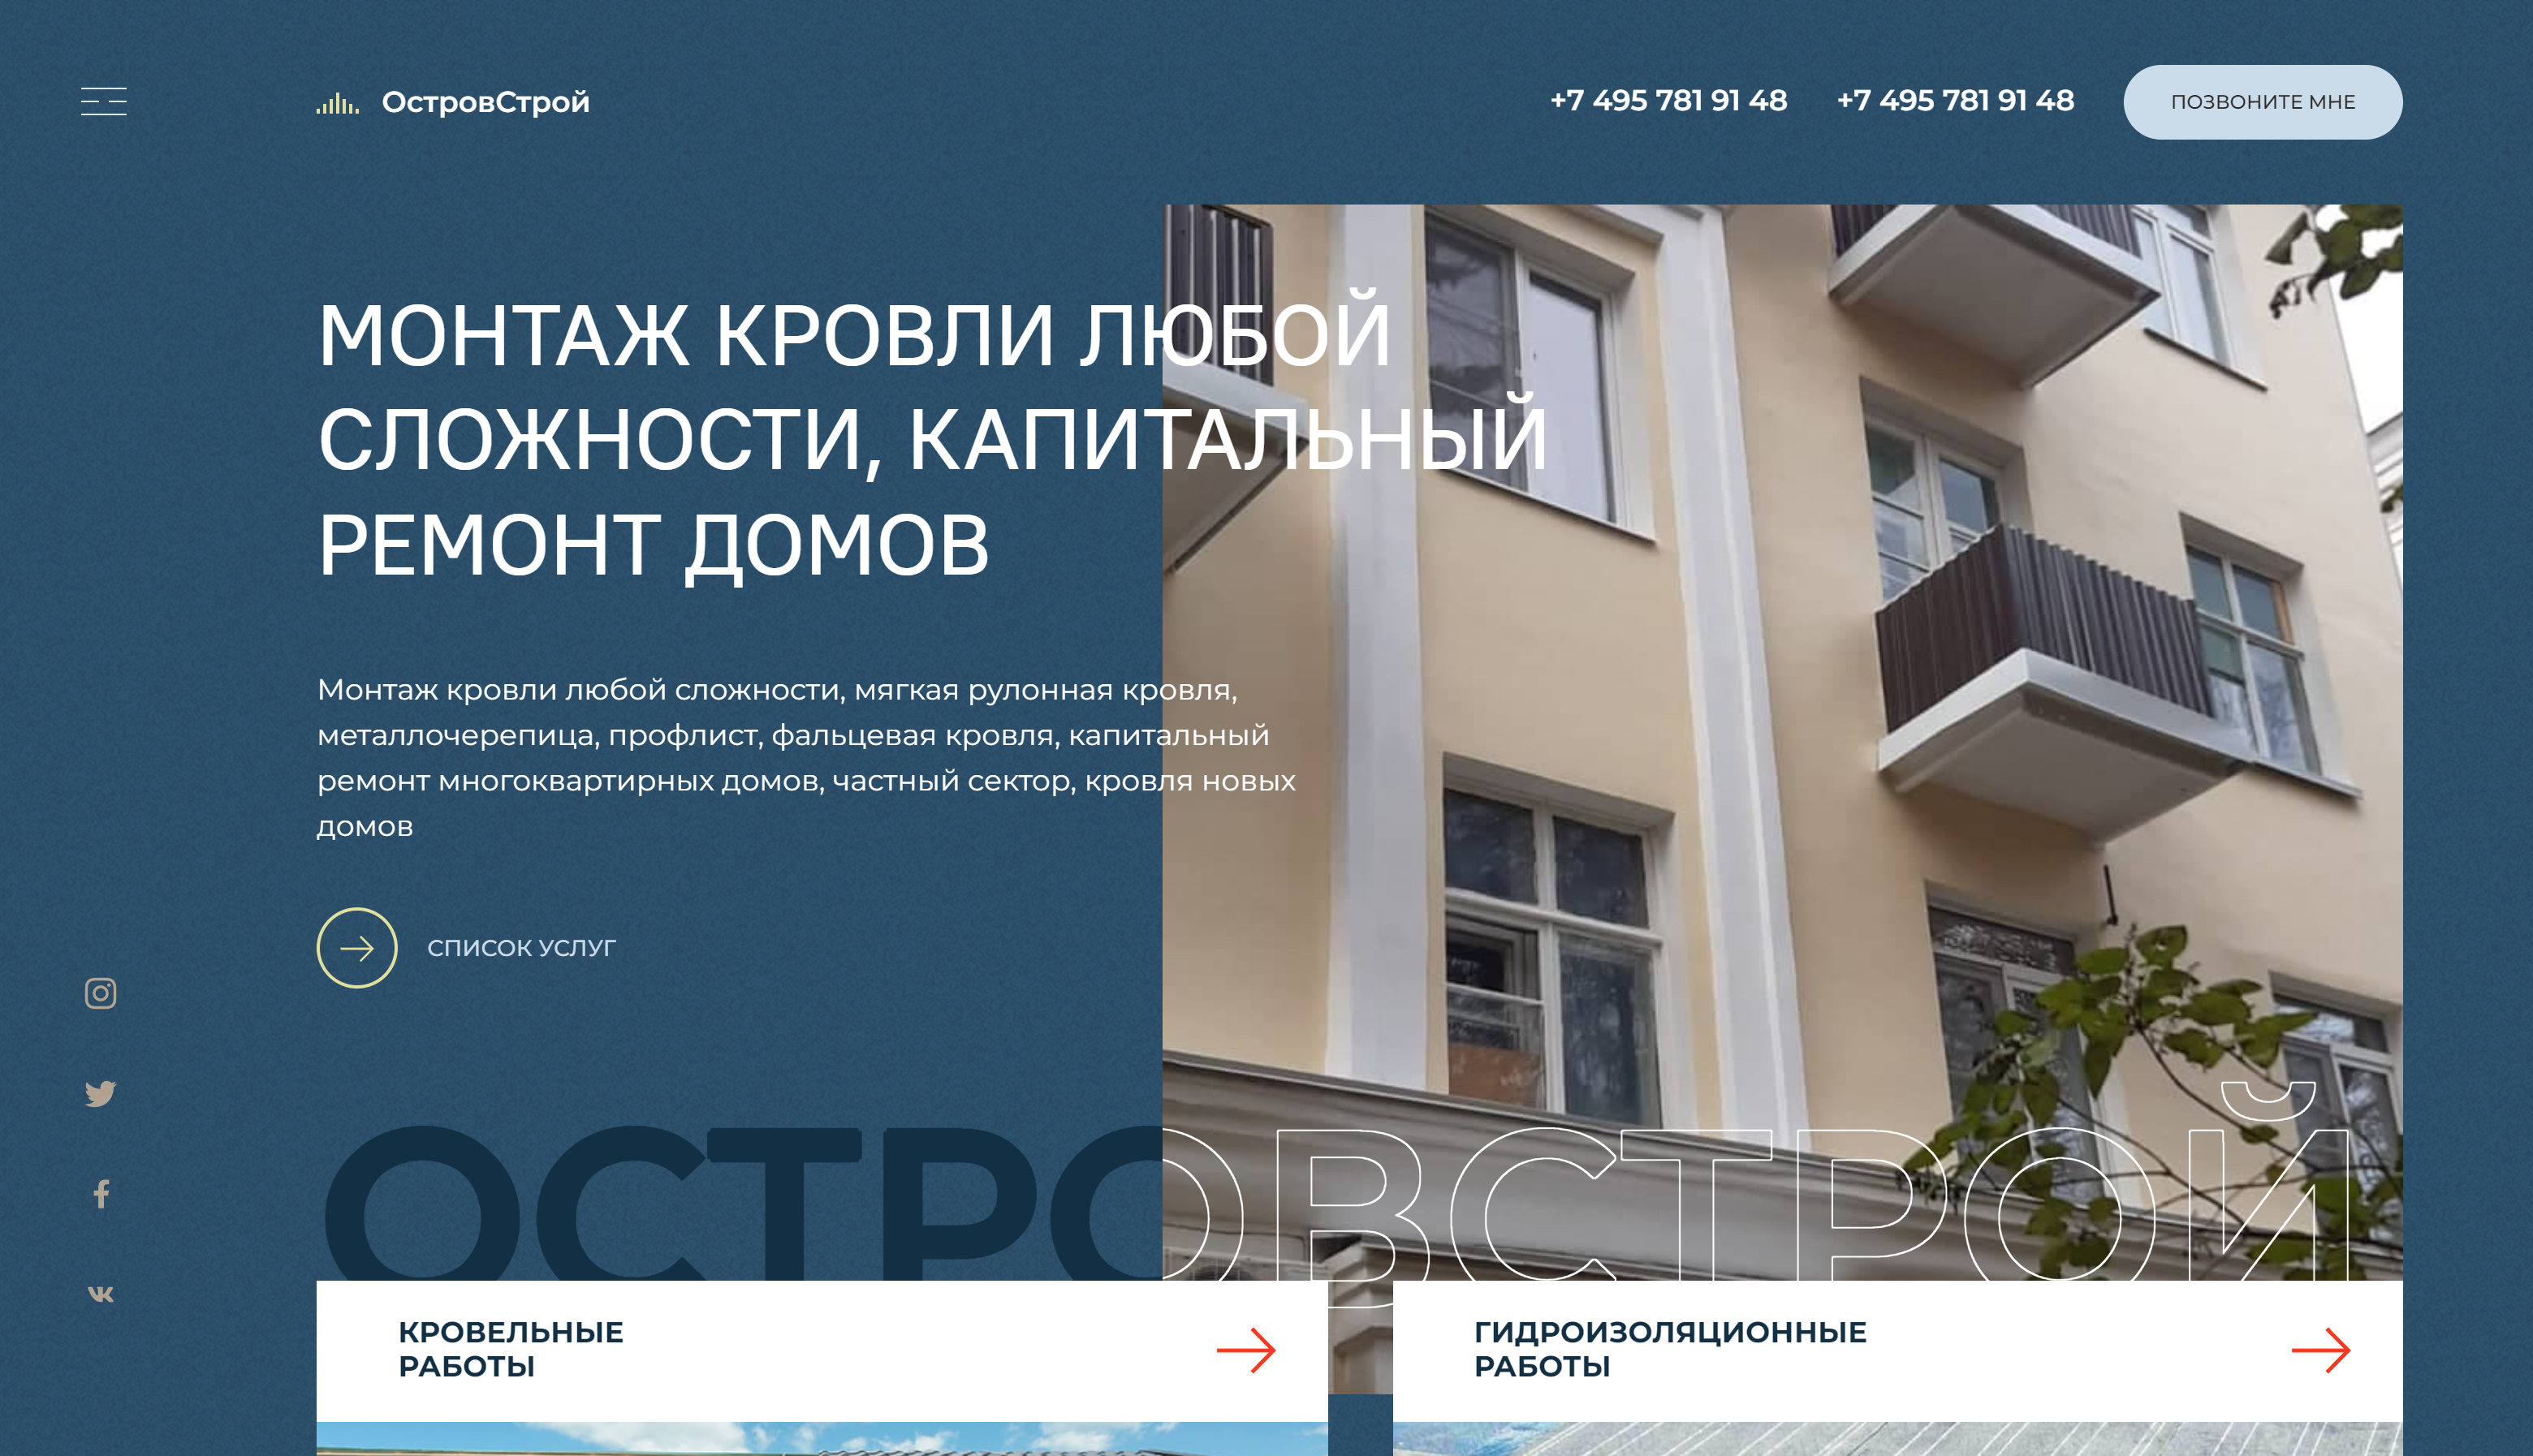 ОстровСтрой
+7 495 781 91 48
+7 495 781 91 48
ПОЗВОНИТЕ МНЕ
МОНТАЖ КРОВЛИ ЛЮБОЙ
СЛОЖНОСТИ, КАПИТАЛЬНЫЙ
РЕМОНТ ДОМОВ
Монтаж кровли любой сложности, мягкая рулонная кровля,
металлочерепица, профлист, фальцевая кровля, капитальный
ремонт многоквартирных домов, частный сектор, кровля новых
домов
СПИСОК УСЛУГ
ОСТРОВСТРОЙ
КРОВЕЛЬНЫЕ
РАБОТЫ
ГИДРОИЗОЛЯЦИОННЫЕ
РАБОТЫ